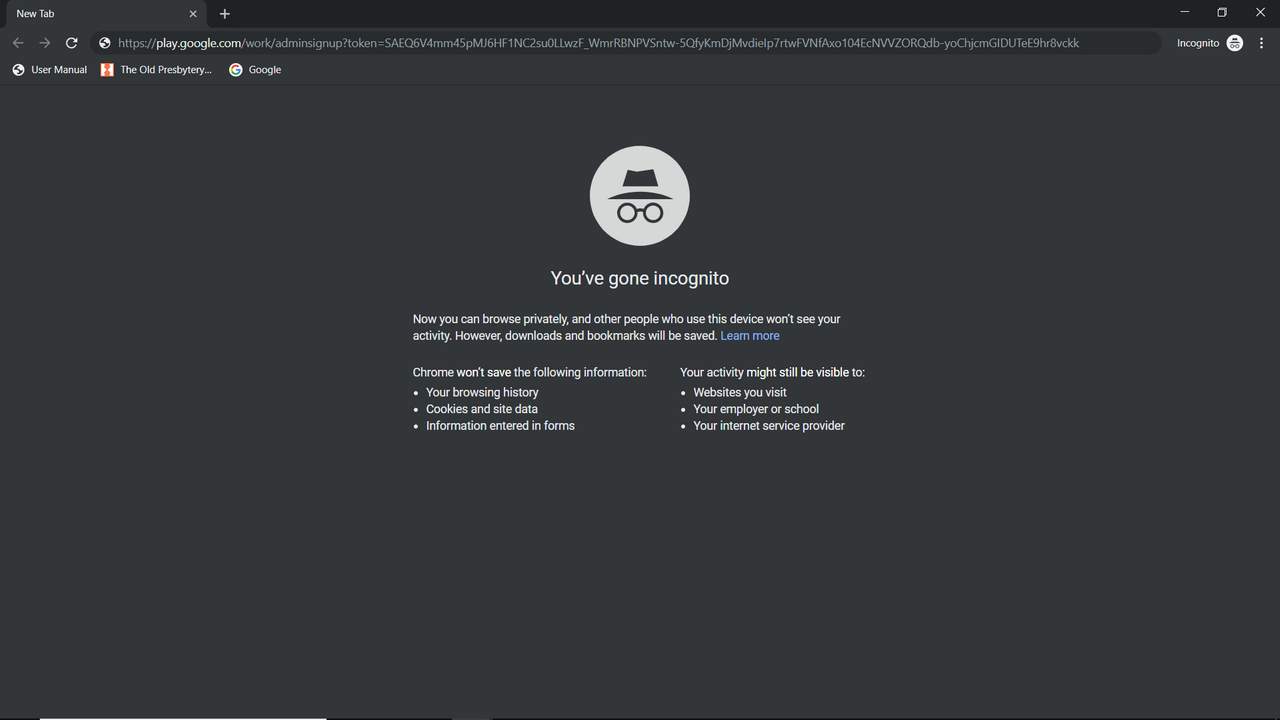 New Tab
https://play.google.com/work/adminsignup?token=SAEQ6V4mm45pMJ6HF1NC2su0LLwzF_WmrRBNPVSntw-5QfyKmDjMvdieIp7rtwFVNfAxo104EcNVVZORQdb-yoChjcmGIDUTeE9hr8vckk
Incognito
User Manual
The Old Presbytery...
Google
You've gone incognito
Now you can browse privately, and other people who use this device won't see your
activity. However, downloads and bookmarks will be saved. Learn more
Chrome won't save the following information:
Your browsing history
Cookies and site data
Information entered in forms
Your activity might still be visible to:
Websites you visit
Your employer or school
Your internet service provider